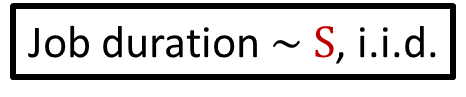 Job duration ~ S, i.i.d.